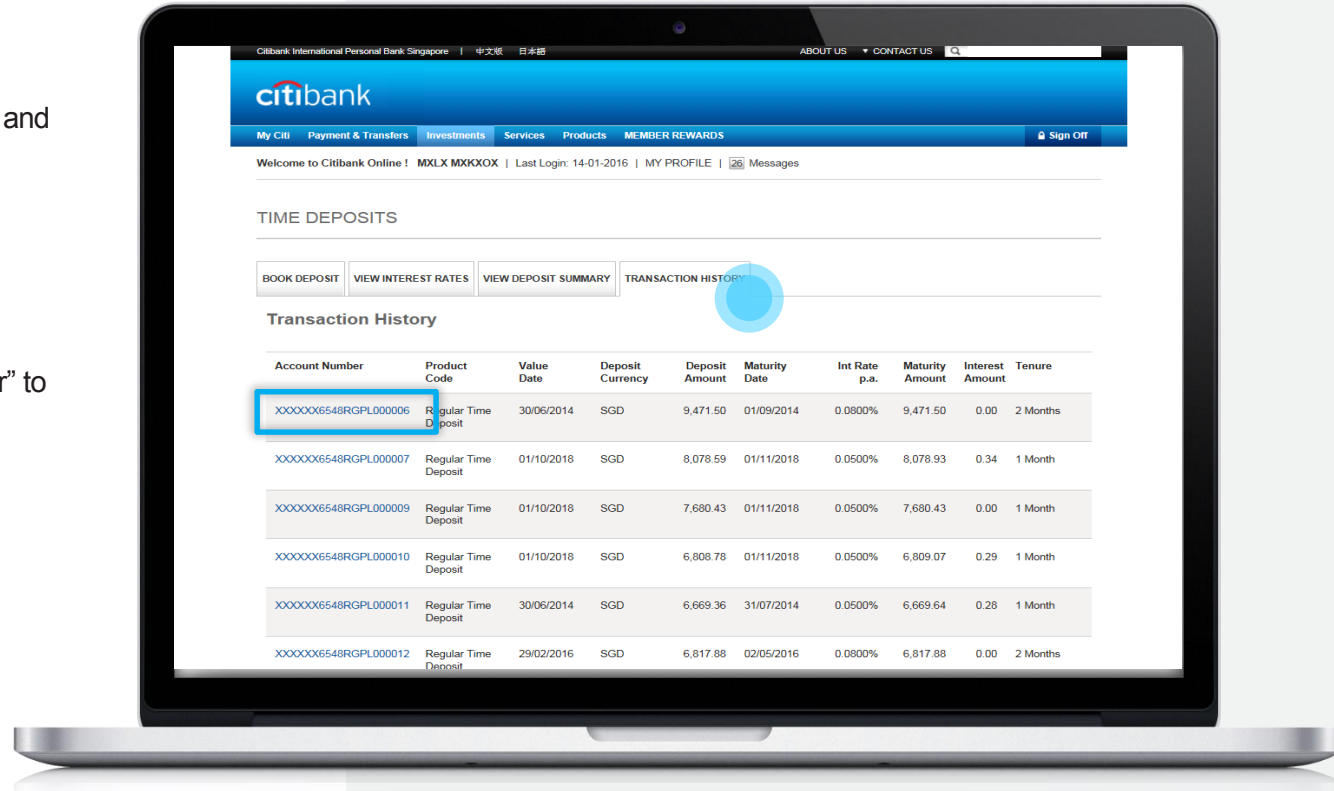 Citibank International Personal Bank Singapore | 中文版 日本語 ABOUT US ▼ CONTACT US
citibank
My Citi Payment & Transfers Investments Services Products MEMBER REWARDS Sign Off
Welcome to Citibank Online ! MXLX MXKXOX | Last Login: 14-01-2016 | MY PROFILE | 26 Messages
and
TIME DEPOSITS
BOOK DEPOSIT VIEW INTEREST RATES VIEW DEPOSIT SUMMARY TRANSACTION HISTORY
Transaction History
Account Number Product Code Value Date Deposit Currency Deposit Amount Maturity Date Int Rate p.a. Maturity Amount Interest Amount Tenure
r” to
XXXXXX6548RGPL000006 Regular Time Deposit 30/06/2014 SGD 9,471.50 01/09/2014 0.0800% 9,471.50 0.00 2 Months
XXXXXX6548RGPL000007 Regular Time Deposit 01/10/2018 SGD 8,078.59 01/11/2018 0.0500% 8,078.93 0.34 1 Month
XXXXXX6548RGPL000009 Regular Time Deposit 01/10/2018 SGD 7,680.43 01/11/2018 0.0500% 7,680.43 0.00 1 Month
XXXXXX6548RGPL000010 Regular Time Deposit 01/10/2018 SGD 6,808.78 01/11/2018 0.0500% 6,809.07 0.29 1 Month
XXXXXX6548RGPL000011 Regular Time Deposit 30/06/2014 SGD 6,669.36 31/07/2014 0.0500% 6,669.64 0.28 1 Month
XXXXXX6548RGPL000012 Regular Time Deposit 29/02/2016 SGD 6,817.88 02/05/2016 0.0800% 6,817.88 0.00 2 Months